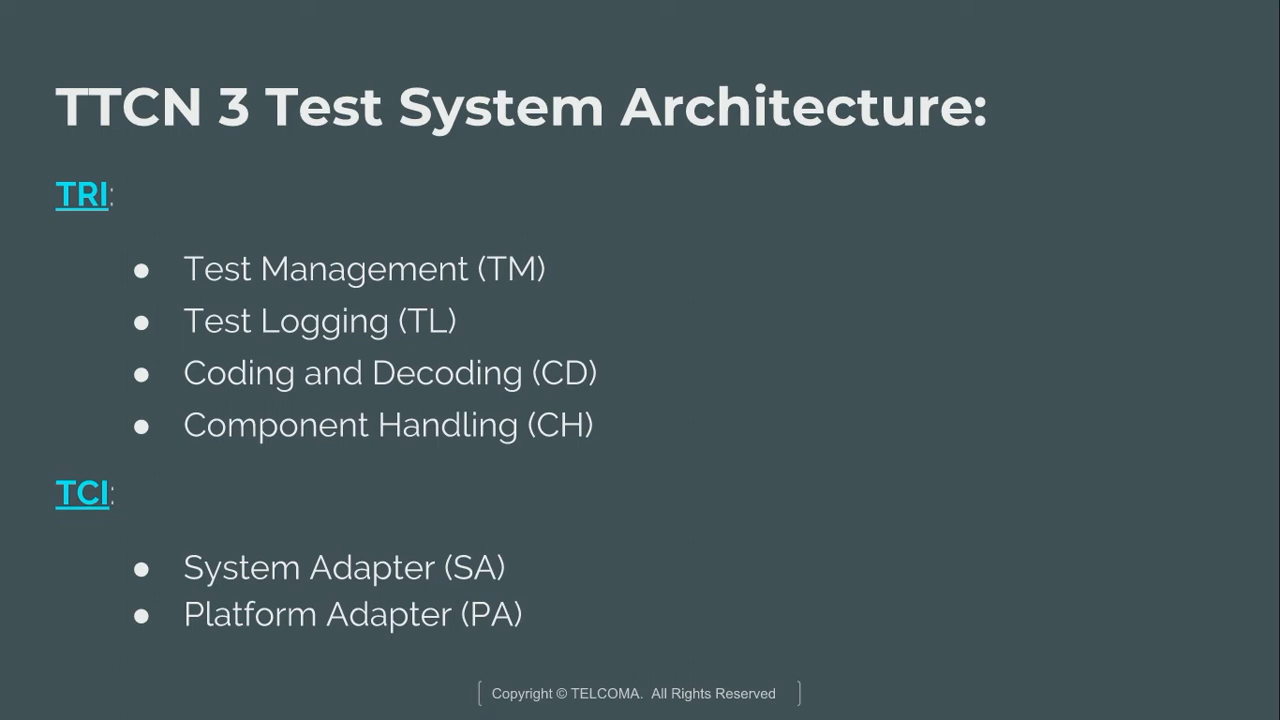 TTCN 3 Test System Architecture:
TRI:
● Test Management (TM)
● Test Logging (TL)
● Coding and Decoding (CD)
● Component Handling (CH)
TCI:
● System Adapter (SA)
● Platform Adapter (PA)
Copyright © TELCOMA. All Rights Reserved